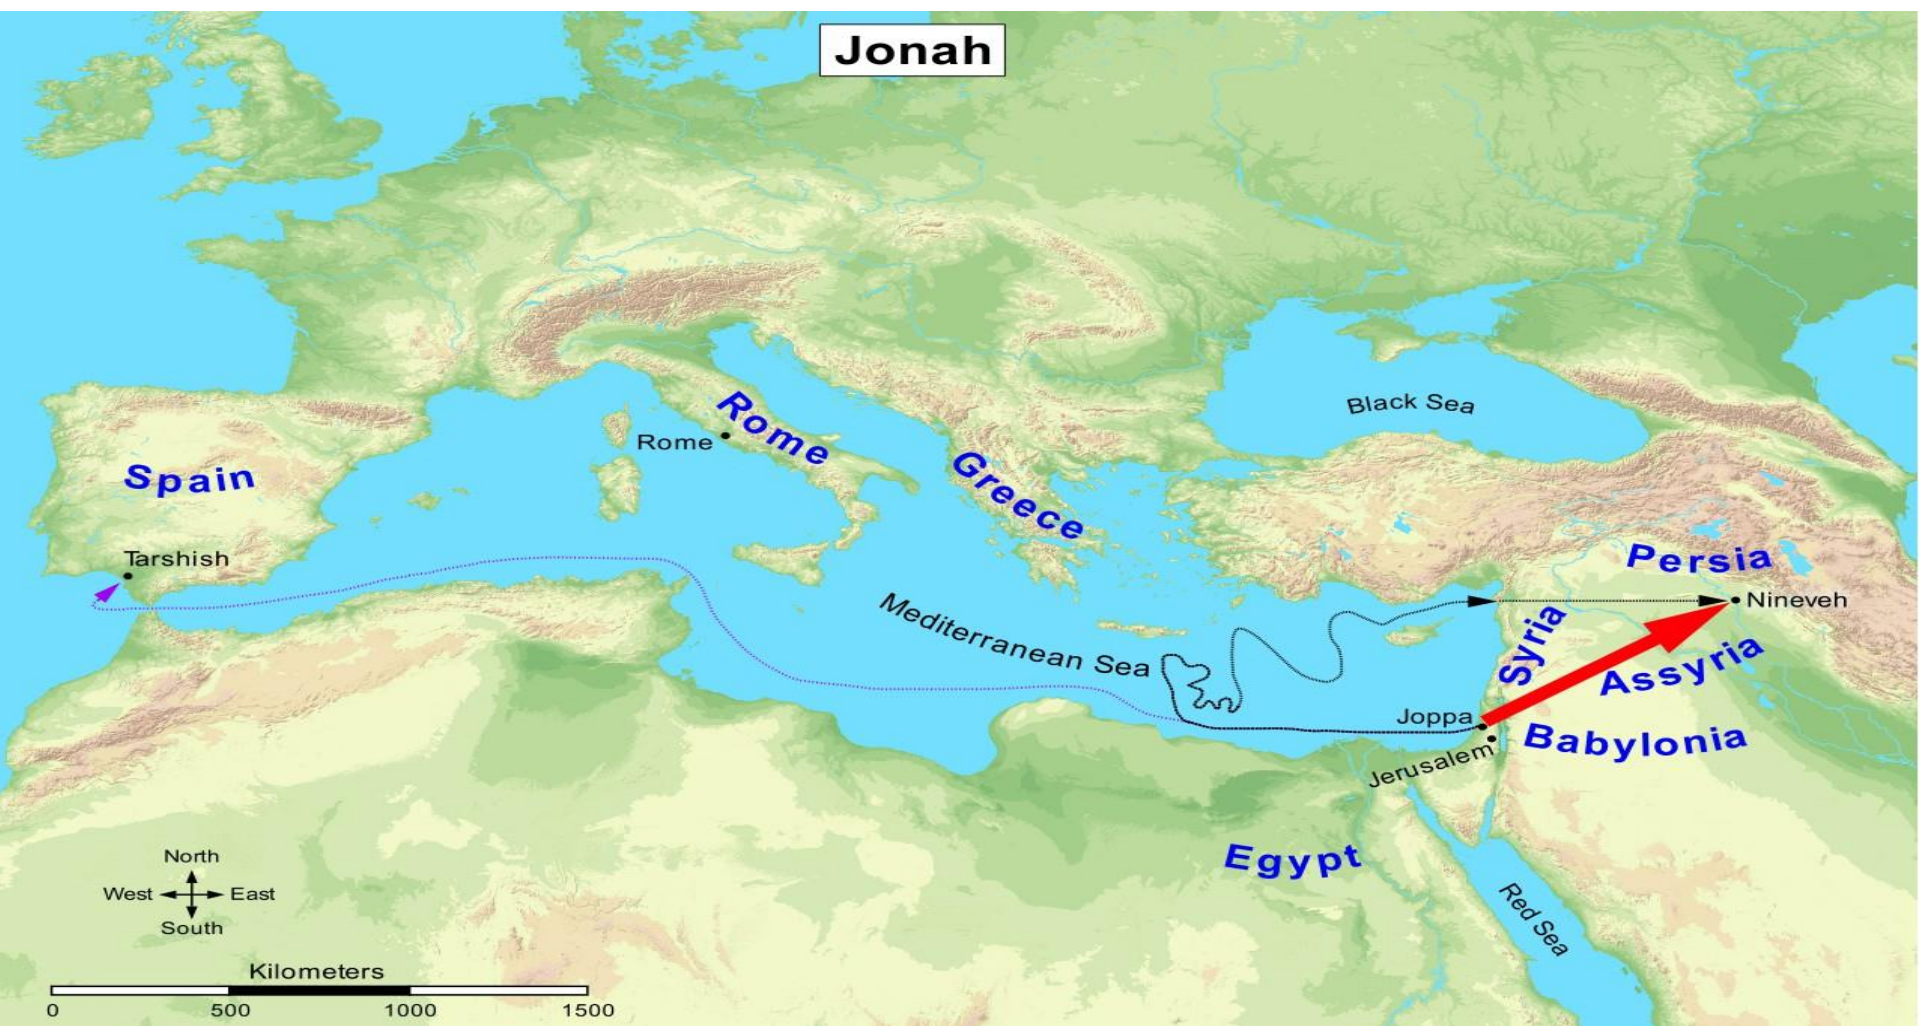 Jonah
Black Sea
Rome
Rome
Greece
Spain
Tarshish
Persia
Nineveh
Mediterranean Sea
Syria
Assyria
Joppa
Babylonia
Jerusalem
Egypt
Red Sea
North
West East
South
Kilometers
0 500 1000 1500